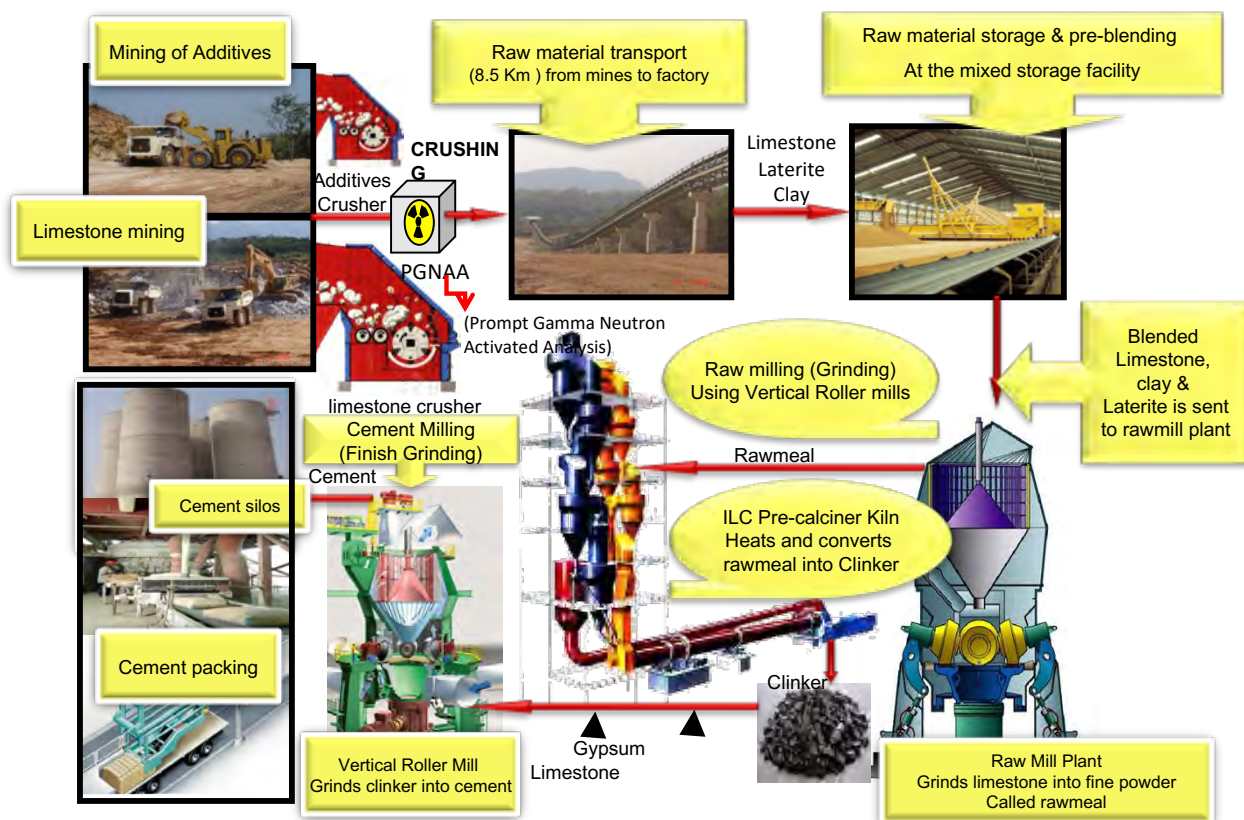 Mining of Additives
Raw material transport
(8.5 Km ) from mines to factory
Raw material storage & pre-blending
At the mixed storage facility
CRUSHIN
G
Additives
Crusher
Limestone
Laterite
Clay
Limestone mining
PGNAA
(Prompt Gamma Neutron
Activated Analysis)
limestone crusher
Raw milling (Grinding)
Using Vertical Roller mills
Blended
Limestone,
clay &
Laterite is sent
to rawmill plant
Cement Milling
(Finish Grinding)
Cement
Cement silos
Rawmeal
ILC Pre-calciner Kiln
Heats and converts
rawmeal into Clinker
Cement packing
Clinker
Gypsum
Limestone
Vertical Roller Mill
Grinds clinker into cement
Raw Mill Plant
Grinds limestone into fine powder
Called rawmeal